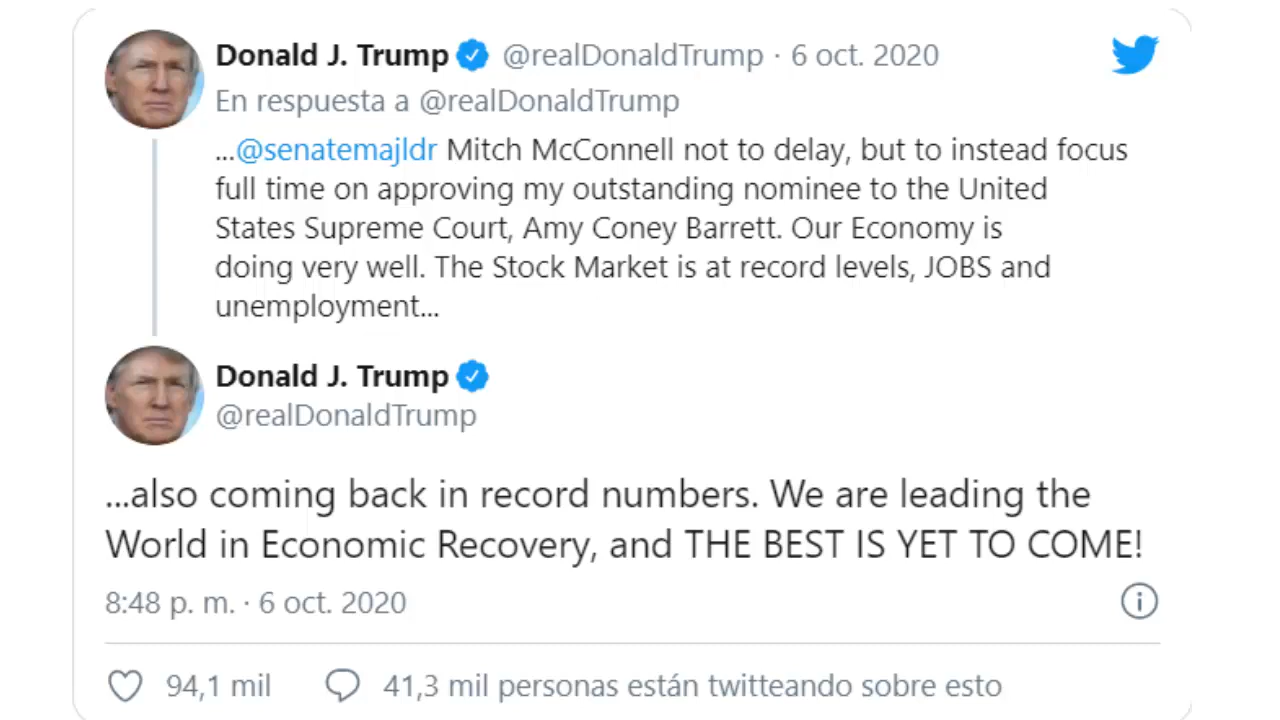 Donald J. Trump @realDonaldTrump · 6 oct. 2020
En respuesta a @realDonaldTrump
...@senatemajldr Mitch McConnell not to delay, but to instead focus
full time on approving my outstanding nominee to the United
States Supreme Court, Amy Coney Barrett. Our Economy is
doing very well. The Stock Market is at record levels, JOBS and
unemployment...
Donald J. Trump
@realDonaldTrump
...also coming back in record numbers. We are leading the
World in Economic Recovery, and THE BEST IS YET TO COME!
8:48 p. m. · 6 oct. 2020
94,1 mil 41,3 mil personas están twitteando sobre esto